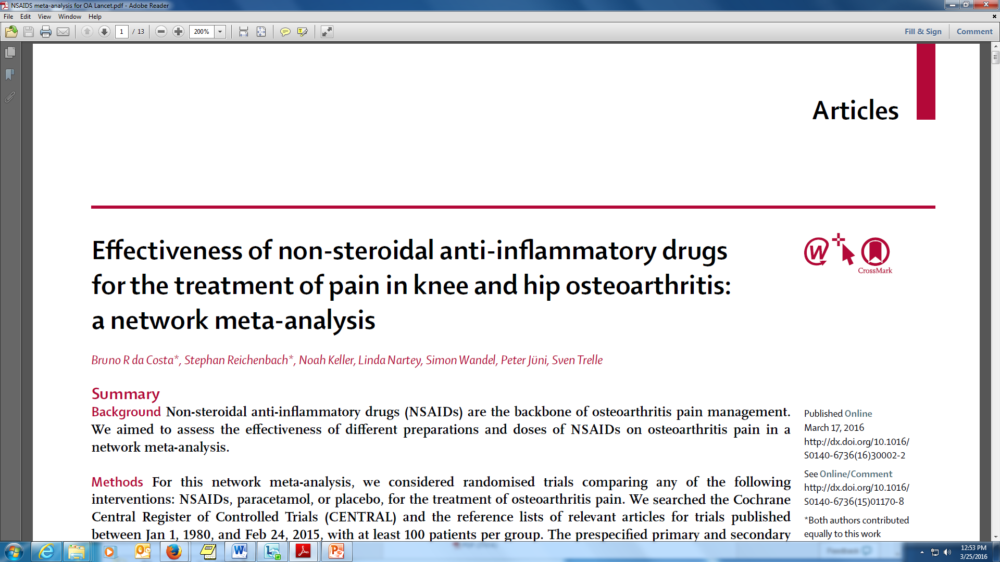 NSAIDS meta-analysis for OA Lancet.pdf - Adobe Reader
File Edit View Window Help
1 / 13 200% Fill & Sign Comment
Articles
Effectiveness of non-steroidal anti-inflammatory drugs
for the treatment of pain in knee and hip osteoarthritis:
a network meta-analysis
CrossMark
Bruno R da Costa*, Stephan Reichenbach*, Noah Keller, Linda Nartey, Simon Wandel, Peter Jüni, Sven Trelle
Summary
Background Non-steroidal anti-inflammatory drugs (NSAIDs) are the backbone of osteoarthritis pain management.
We aimed to assess the effectiveness of different preparations and doses of NSAIDs on osteoarthritis pain in a
network meta-analysis.
Methods For this network meta-analysis, we considered randomised trials comparing any of the following
interventions: NSAIDs, paracetamol, or placebo, for the treatment of osteoarthritis pain. We searched the Cochrane
Central Register of Controlled Trials (CENTRAL) and the reference lists of relevant articles for trials published
between Jan 1, 1980, and Feb 24, 2015, with at least 100 patients per group. The prespecified primary and secondary
Published Online
March 17, 2016
http://dx.doi.org/10.1016/
S0140-6736(16)30002-2
See Online/Comment
http://dx.doi.org/10.1016/
S0140-6736(15)01170-8
*Both authors contributed
equally to this work
12:53 PM
3/25/2016